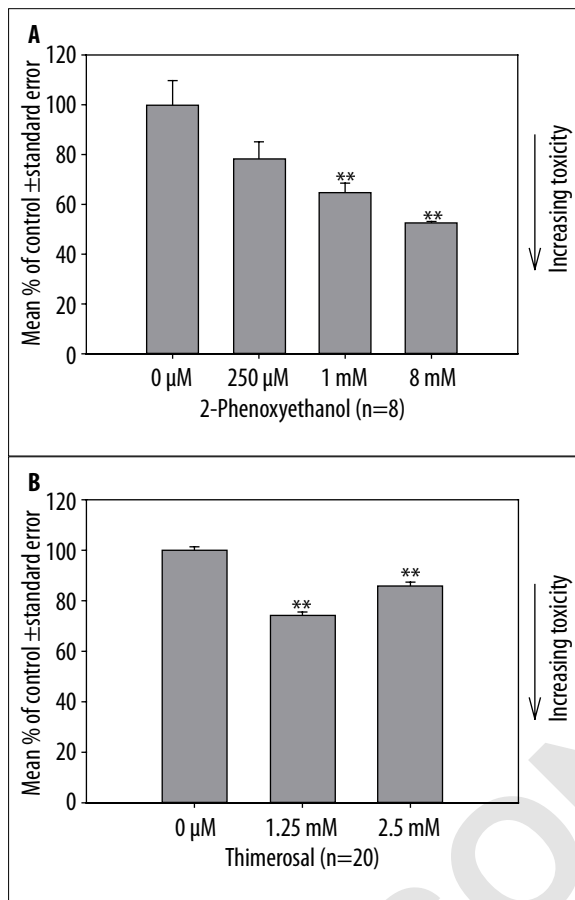 A
Mean % of control ±standard error
120
100
80
60
40
20
0
**
**
Increasing toxicity
0 µM 250 µM 1 mM 8 mM
2-Phenoxyethanol (n=8)
B
Mean % of control ±standard error
120
100
80
60
40
20
0
**
**
Increasing toxicity
0 µM 1.25 mM 2.5 mM
Thimerosal (n=20)